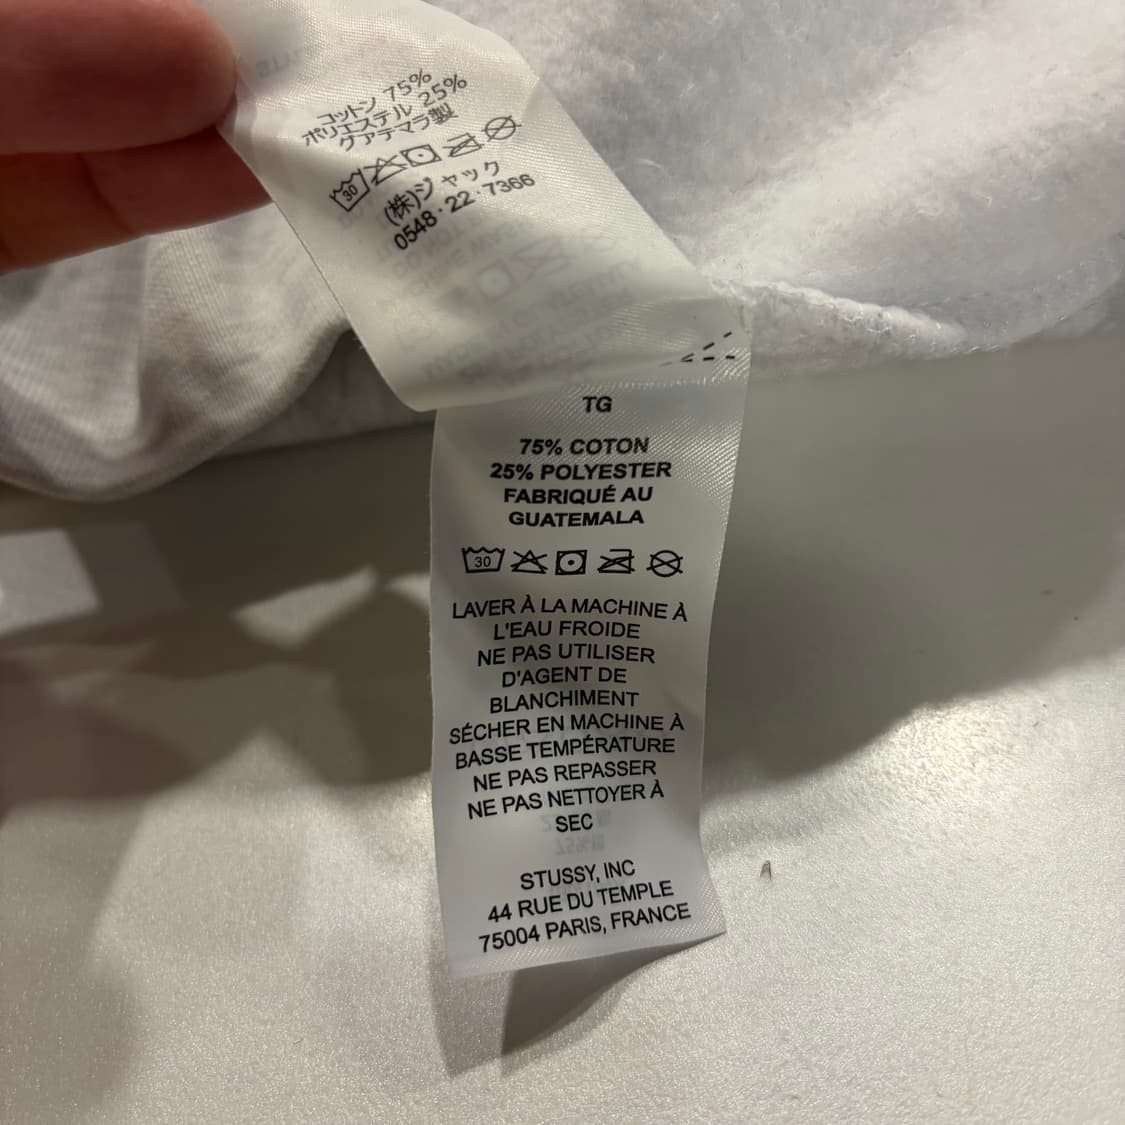 コットン 75%
ポリエステル 25%
グアテマラ製
30
(株)ジャック
0548・22・7366
TG
75% COTON
25% POLYESTER
FABRIQUÉ AU
GUATEMALA
30
LAVER À LA MACHINE À
L'EAU FROIDE
NE PAS UTILISER
D'AGENT DE
BLANCHIMENT
SÉCHER EN MACHINE À
BASSE TEMPÉRATURE
NE PAS REPASSER
NE PAS NETTOYER À
SEC
STUSSY, INC
44 RUE DU TEMPLE
75004 PARIS, FRANCE